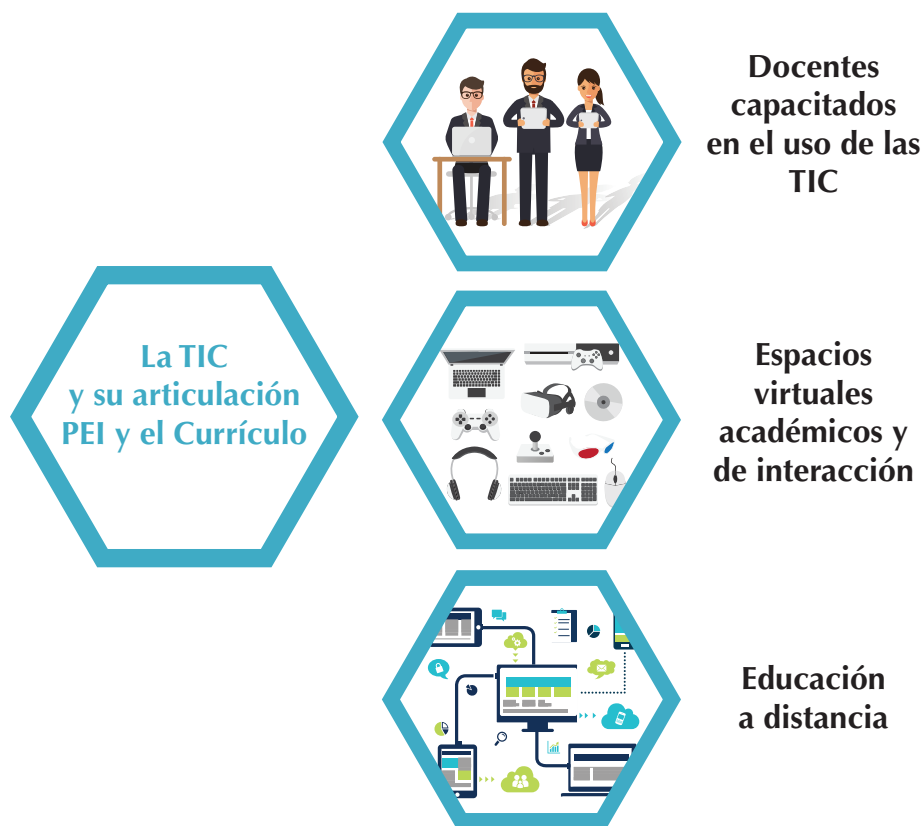 Docentes
capacitados
en el uso de las
TIC
La TIC
y su articulación
PEI y el Currículo
Espacios
virtuales
académicos y
de interacción
Educación
a distancia